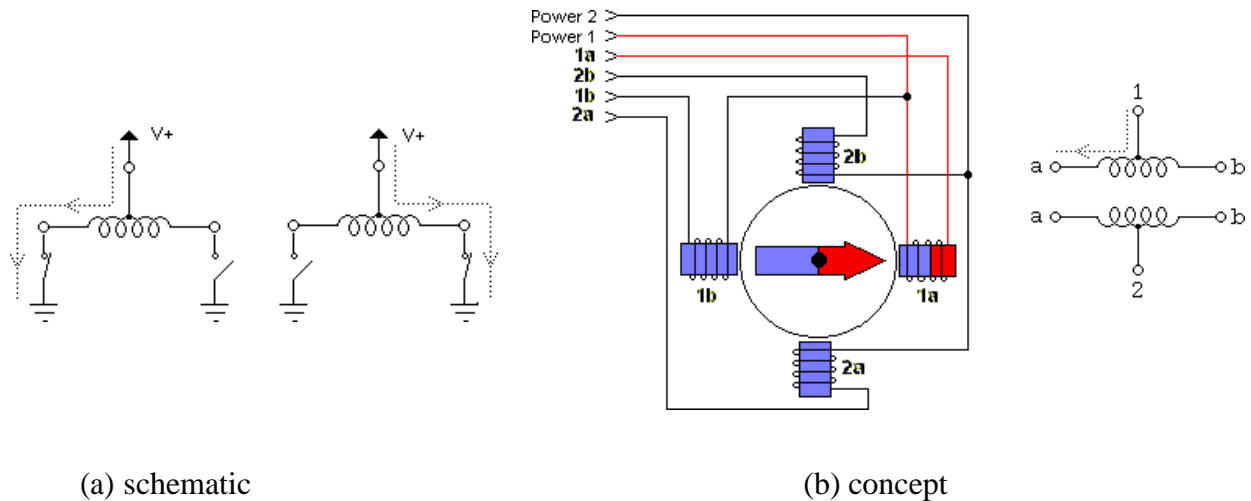 V+
V+
-
-
-
-
Power 2
Power 1
1a
2b
1b
2a
2b
1b
1a
2a
1
a
b
a
b
2
(a) schematic
(b) concept